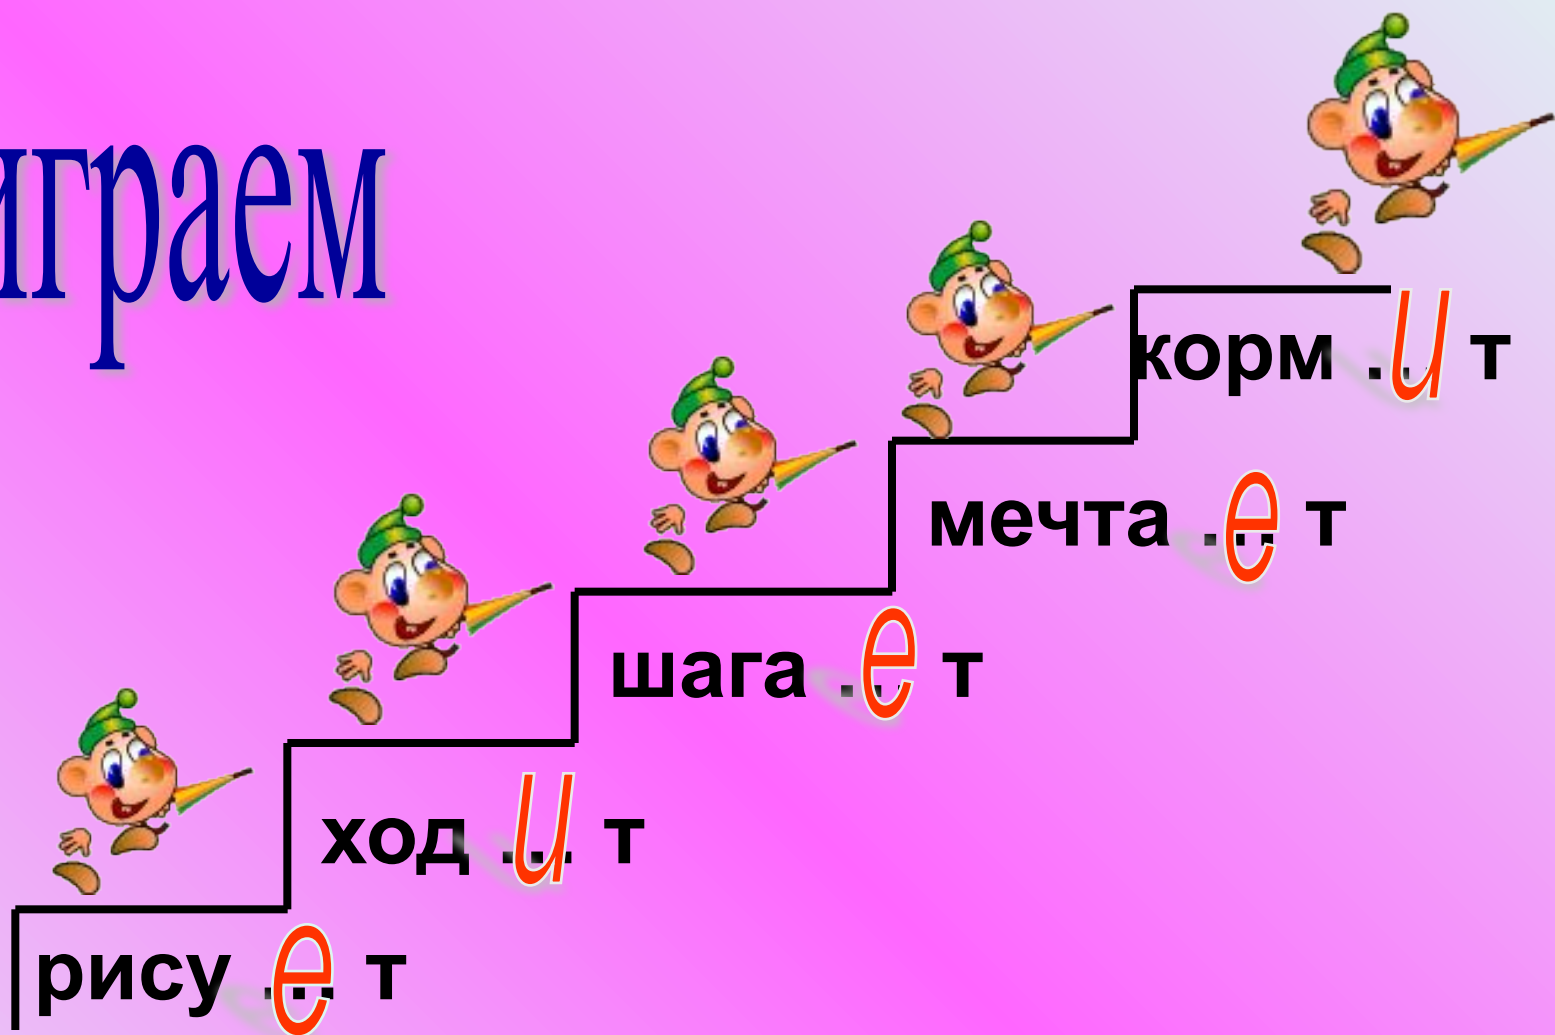 играем
корм ...и т
мечта ...е т
шага ...е т
ход ...и т
рису ...е т